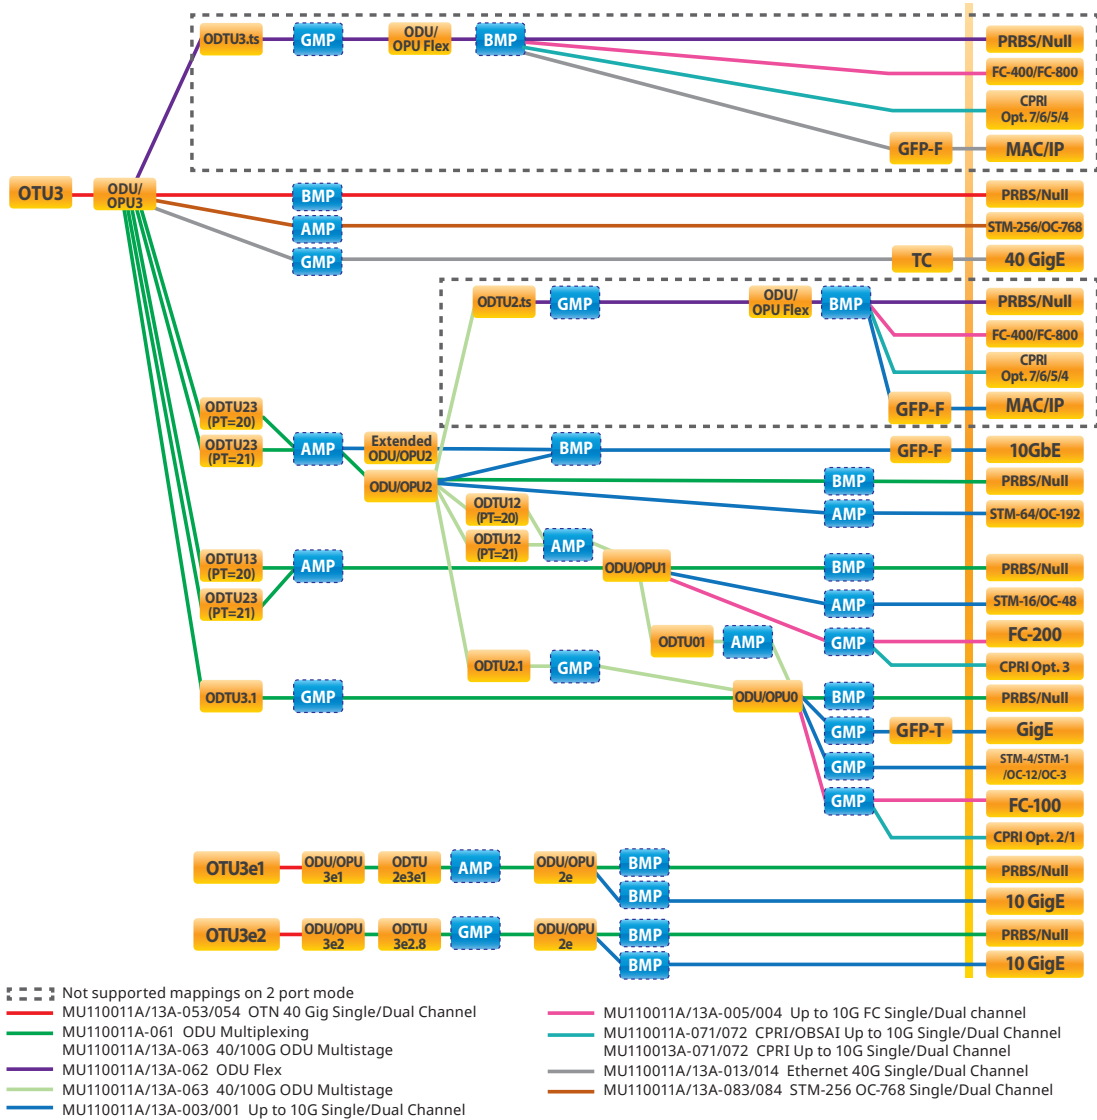 ODTU3.ts
GMP
ODU/
OPU Flex
BMP
PRBS/Null
FC-400/FC-800
CPRI
Opt. 7/6/5/4
GFP-F
MAC/IP
OTU3
ODU/
OPU3
BMP
PRBS/Null
AMP
STM-256/OC-768
GMP
TC
40 GigE
ODTU2.ts
GMP
ODU/
OPU Flex
BMP
PRBS/Null
FC-400/FC-800
CPRI
Opt. 7/6/5/4
GFP-F
MAC/IP
ODTU23
(PT=20)
ODTU23
(PT=21)
AMP
Extended
ODU/OPU2
BMP
GFP-F
10GbE
ODU/OPU2
BMP
PRBS/Null
ODTU12
(PT=20)
AMP
STM-64/OC-192
ODTU12
(PT=21)
AMP
ODTU13
(PT=20)
ODTU23
(PT=21)
AMP
ODU/OPU1
BMP
PRBS/Null
AMP
STM-16/OC-48
ODTU01
AMP
GMP
FC-200
CPRI Opt. 3
ODTU2.1
GMP
ODTU3.1
GMP
ODU/OPU0
BMP
PRBS/Null
GMP
GFP-T
GigE
GMP
STM-4/STM-1
/OC-12/OC-3
GMP
FC-100
CPRI Opt. 2/1
OTU3e1
ODU/OPU
3e1
ODTU
2e3e1
AMP
ODU/OPU
2e
BMP
PRBS/Null
BMP
10 GigE
OTU3e2
ODU/OPU
3e2
ODTU
3e2.8
GMP
ODU/OPU
2e
BMP
PRBS/Null
BMP
10 GigE
Not supported mappings on 2 port mode
MU110011A/13A-053/054 OTN 40 Gig Single/Dual Channel
MU110011A-061 ODU Multiplexing
MU110011A/13A-063 40/100G ODU Multistage
MU110011A/13A-062 ODU Flex
MU110011A/13A-063 40/100G ODU Multistage
MU110011A/13A-003/001 Up to 10G Single/Dual Channel
MU110011A/13A-005/004 Up to 10G FC Single/Dual channel
MU110011A-071/072 CPRI/OBSAI Up to 10G Single/Dual Channel
MU110013A-071/072 CPRI Up to 10G Single/Dual Channel
MU110011A/13A-013/014 Ethernet 40G Single/Dual Channel
MU110011A/13A-083/084 STM-256 OC-768 Single/Dual Channel